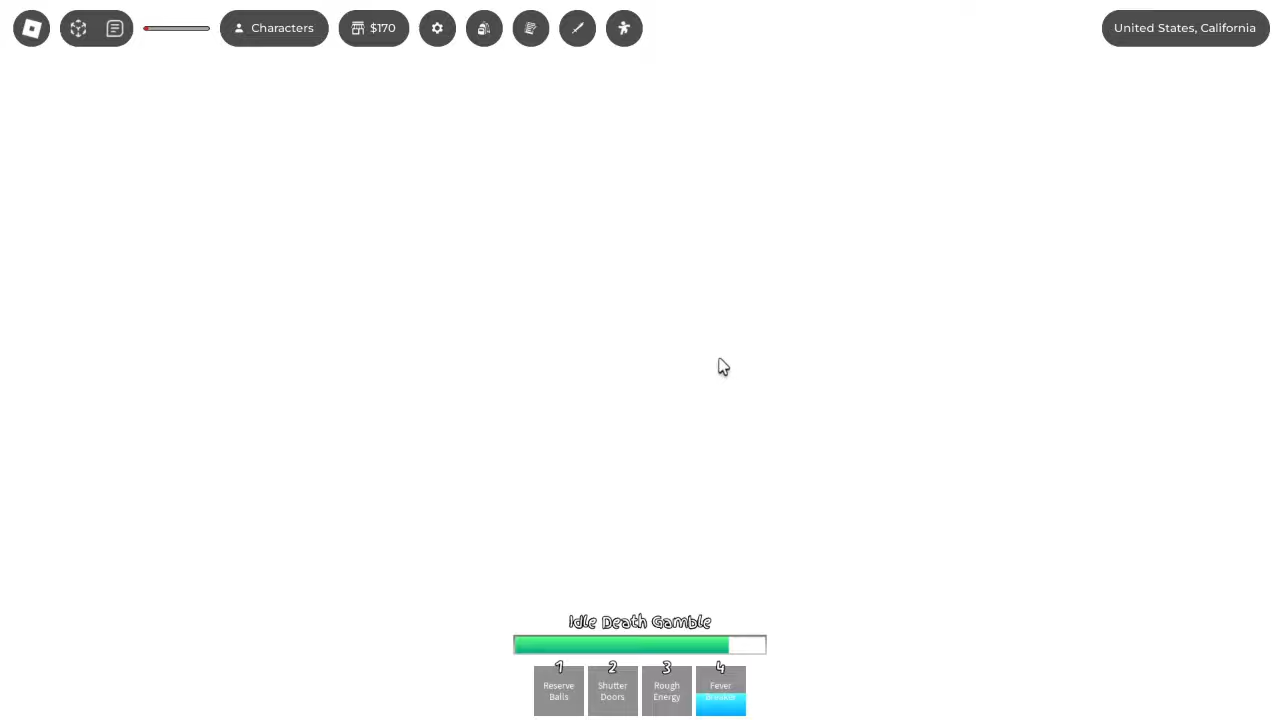 Characters
$170
United States, California
Idle Death Gamble
1
2
3
4
Reserve
Balls
Shutter
Doors
Rough
Energy
Fever
Breaker